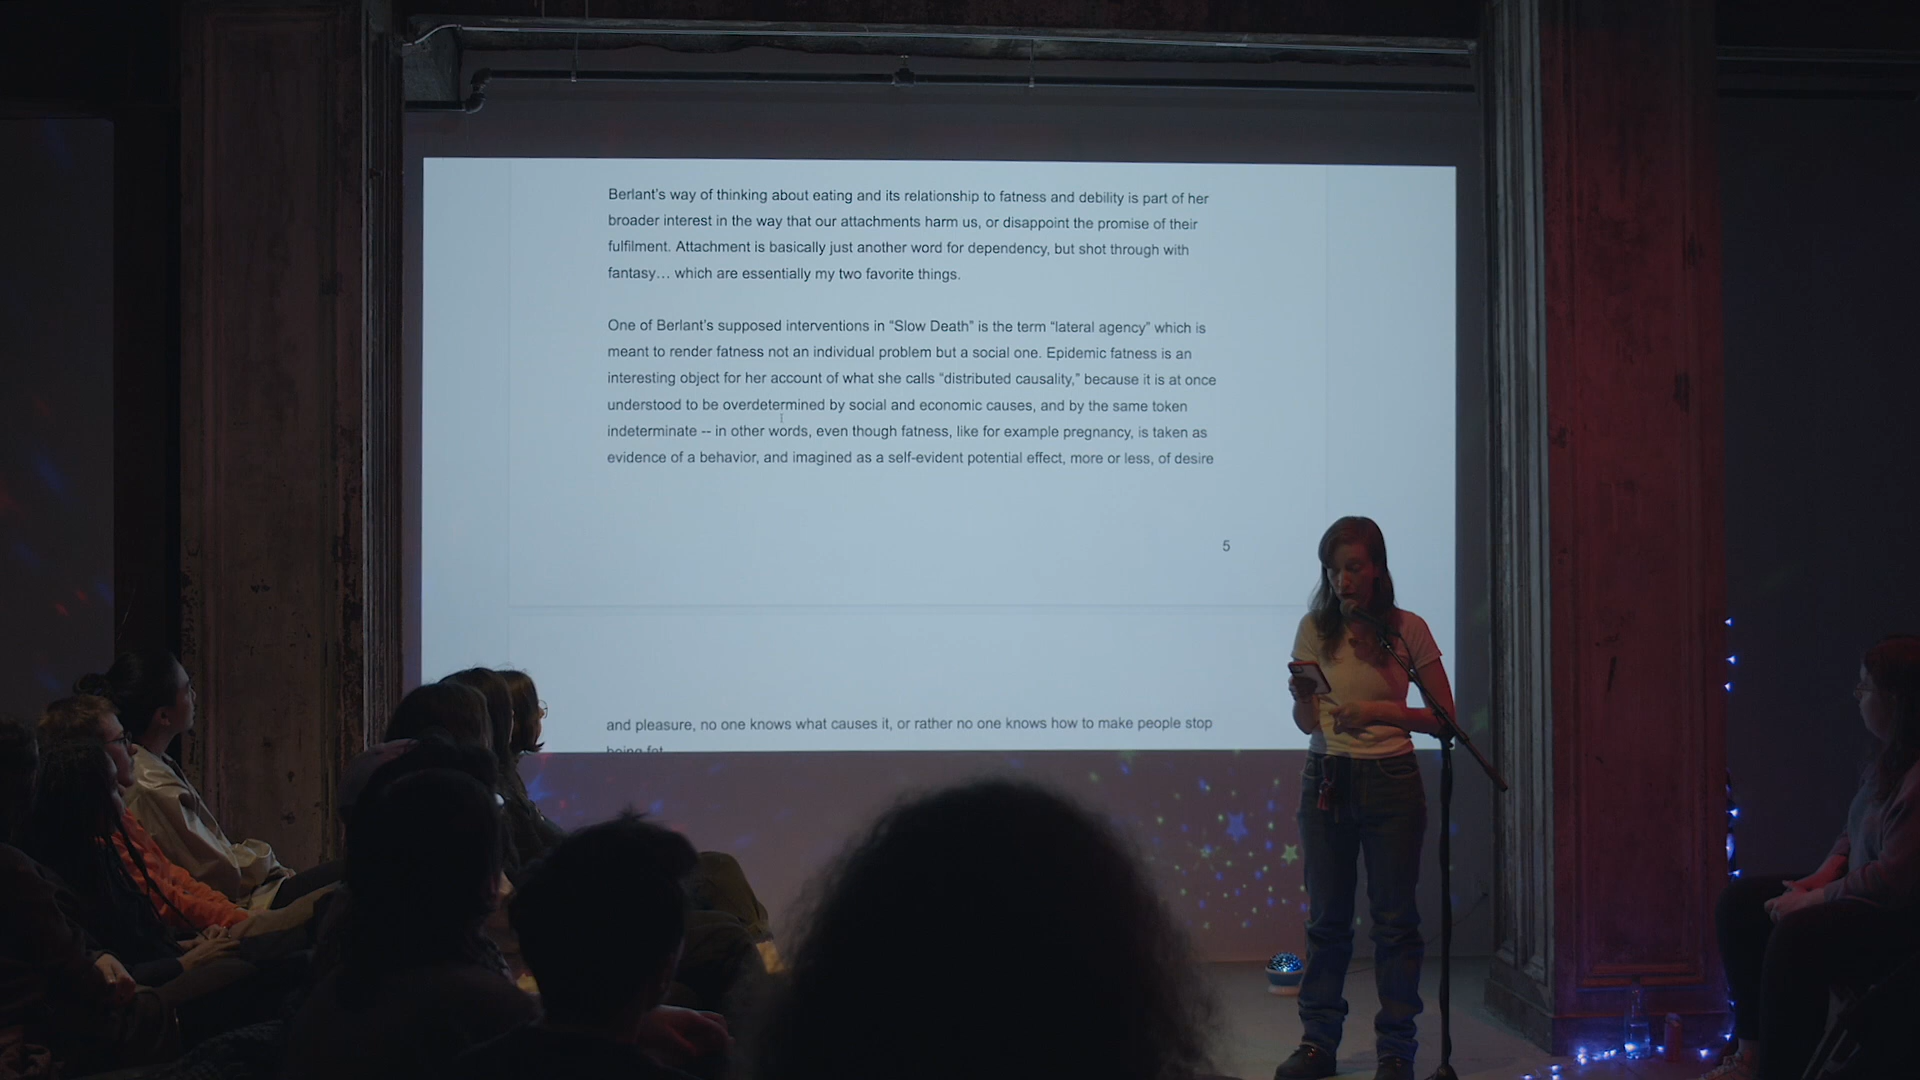 Berlant's way of thinking about eating and its relationship to fatness and debility is part of her
broader interest in the way that our attachments harm us, or disappoint the promise of their
fulfilment. Attachment is basically just another word for dependency, but shot through with
fantasy… which are essentially my two favorite things.
One of Berlant's supposed interventions in “Slow Death” is the term “lateral agency” which is
meant to render fatness not an individual problem but a social one. Epidemic fatness is an
interesting object for her account of what she calls “distributed causality,” because it is at once
understood to be overdetermined by social and economic causes, and by the same token
indeterminate -- in other words, even though fatness, like for example pregnancy, is taken as
evidence of a behavior, and imagined as a self-evident potential effect, more or less, of desire
5
and pleasure, no one knows what causes it, or rather no one knows how to make people stop
being fat